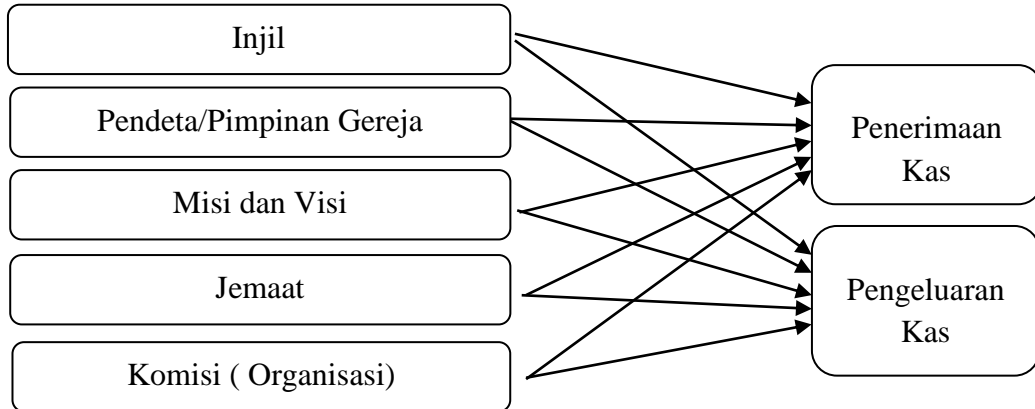 Injil
Pendeta/Pimpinan Gereja
Misi dan Visi
Jemaat
Komisi ( Organisasi)
Penerimaan
Kas
Pengeluaran
Kas